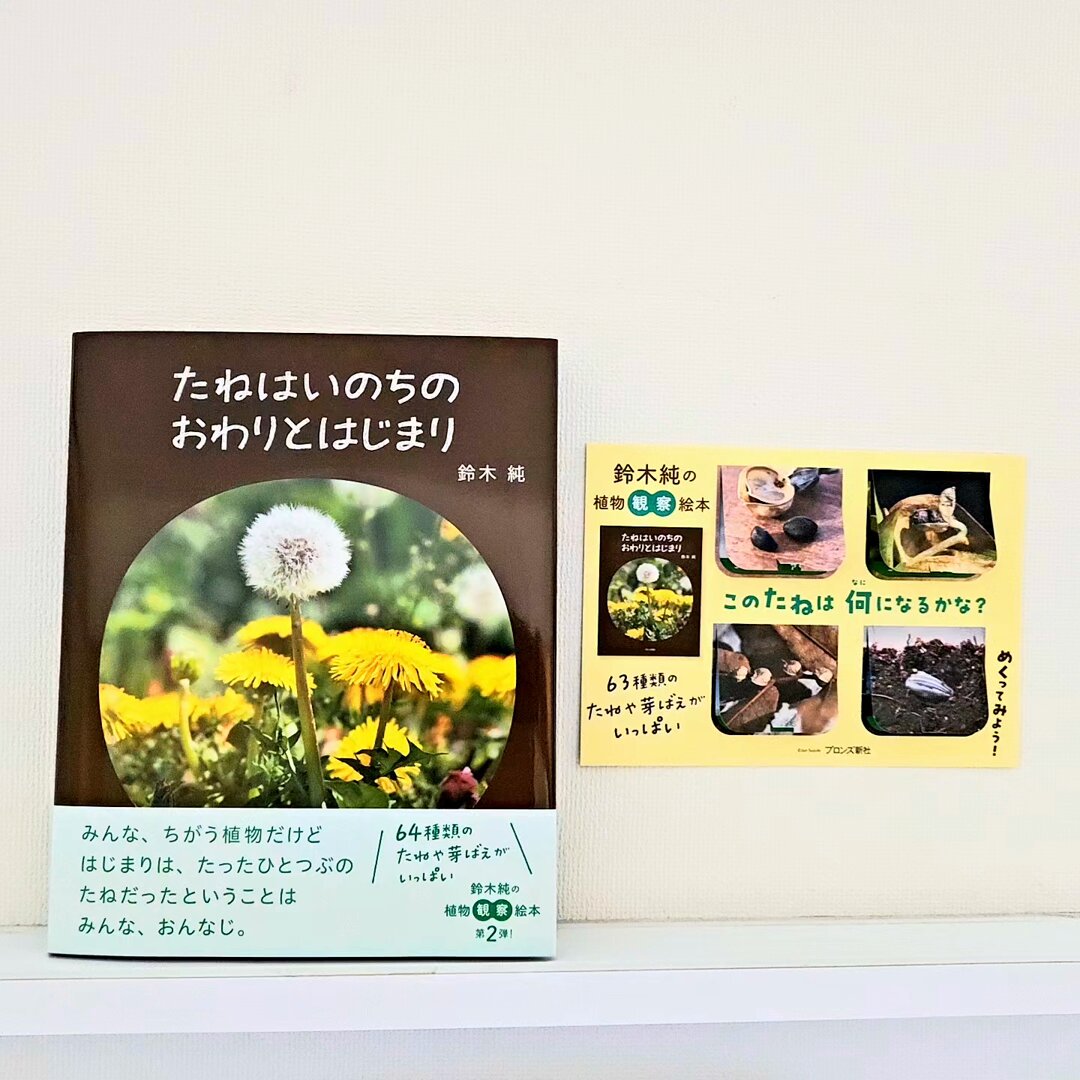 たねはいのちの
おわりとはじまり
鈴木 純
みんな、ちがう植物だけど
はじまりは、たったひとつぶの
たねだったということは
みんな、おんなじ。
64種類の
たねや芽ばえが
いっぱい
鈴木純の
植物観察絵本
第2弾!
鈴木純の
植物観察絵本
たねはいのちの
おわりとはじまり
鈴木 純
63種類の
たねや芽ばえが
いっぱい
なに
このたねは 何になるかな?
めくってみよう!
ブロンズ新社